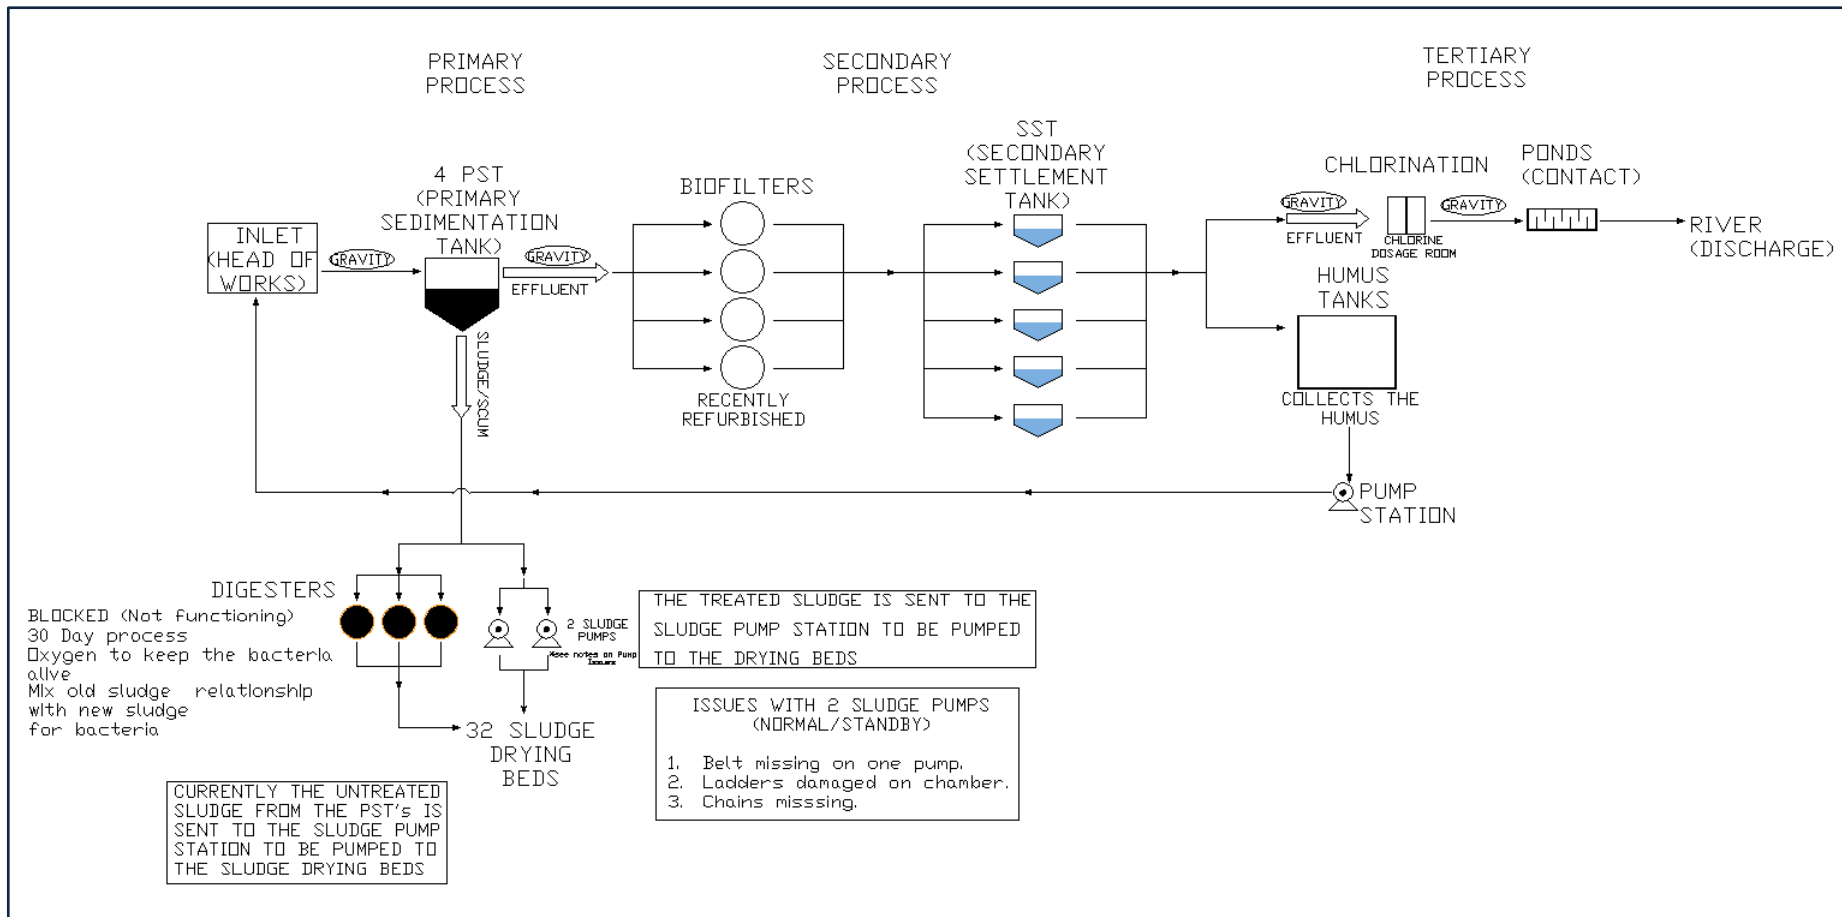 PRIMARY
PROCESS
SECONDARY
PROCESS
TERTIARY
PROCESS
INLET
(HEAD OF
WORKS)
GRAVITY
4 PST
(PRIMARY
SEDIMENTATION
TANK)
GRAVITY
EFFLUENT
SLUDGE/SCUM
BIOFILTERS
RECENTLY
REFURBISHED
SST
(SECONDARY
SETTLEMENT
TANK)
CHLORINATION
GRAVITY
EFFLUENT
CHLORINE
DOSAGE ROOM
GRAVITY
PONDS
(CONTACT)
RIVER
(DISCHARGE)
HUMUS
TANKS
COLLECTS THE
HUMUS
PUMP
STATION
DIGESTERS
BLOCKED (Not functioning)
30 Day process
Oxygen to keep the bacteria
alive
Mix old sludge relationship
with new sludge
for bacteria
2 SLUDGE
PUMPS
*see notes on Pump
Issues
32 SLUDGE
DRYING
BEDS
THE TREATED SLUDGE IS SENT TO THE
SLUDGE PUMP STATION TO BE PUMPED
TO THE DRYING BEDS
ISSUES WITH 2 SLUDGE PUMPS
(NORMAL/STANDBY)
1. Belt missing on one pump.
2. Ladders damaged on chamber.
3. Chains misssing.
CURRENTLY THE UNTREATED
SLUDGE FROM THE PST's IS
SENT TO THE SLUDGE PUMP
STATION TO BE PUMPED TO
THE SLUDGE DRYING BEDS